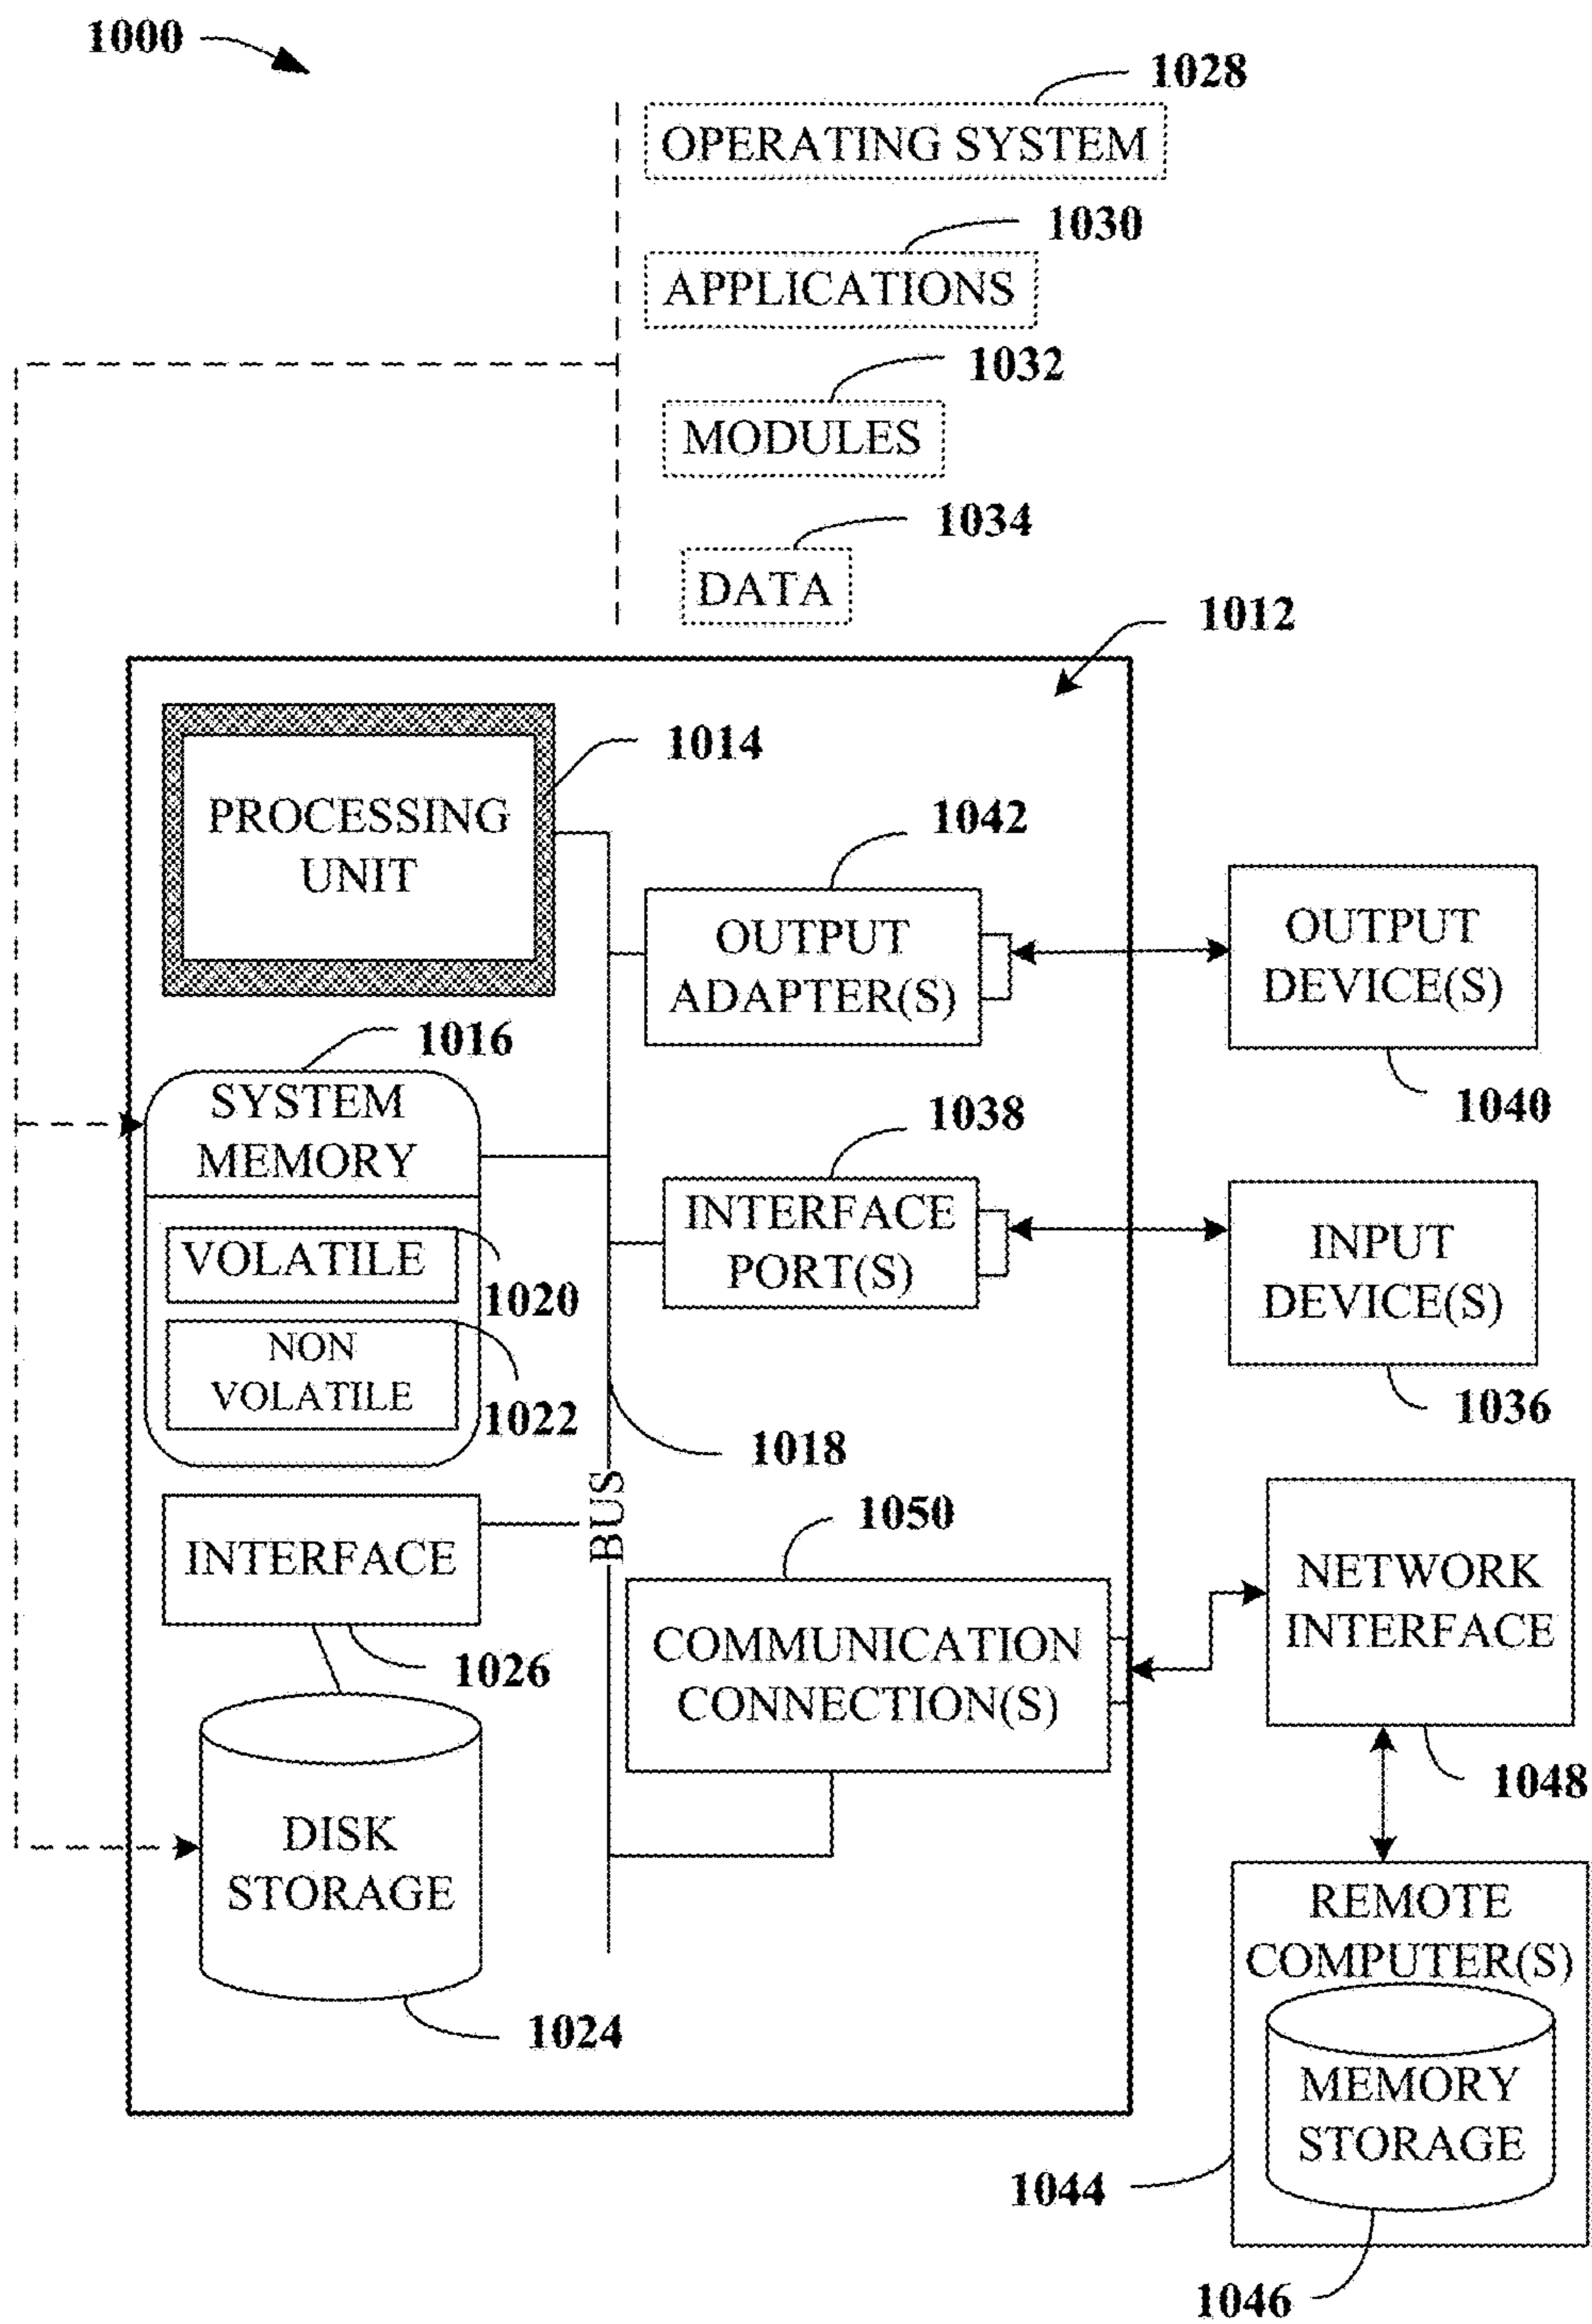 1000
1028
OPERATING SYSTEM
1030
APPLICATIONS
1032
MODULES
1034
DATA
1012
1014
PROCESSING
UNIT
1042
OUTPUT
ADAPTER(S)
OUTPUT
DEVICE(S)
1040
1016
SYSTEM
MEMORY
1038
INTERFACE
PORT(S)
INPUT
DEVICE(S)
1036
VOLATILE
1020
NON
VOLATILE
1022
1018
BUS
INTERFACE
1026
1050
COMMUNICATION
CONNECTION(S)
NETWORK
INTERFACE
1048
DISK
STORAGE
1024
REMOTE
COMPUTER(S)
MEMORY
STORAGE
1044
1046